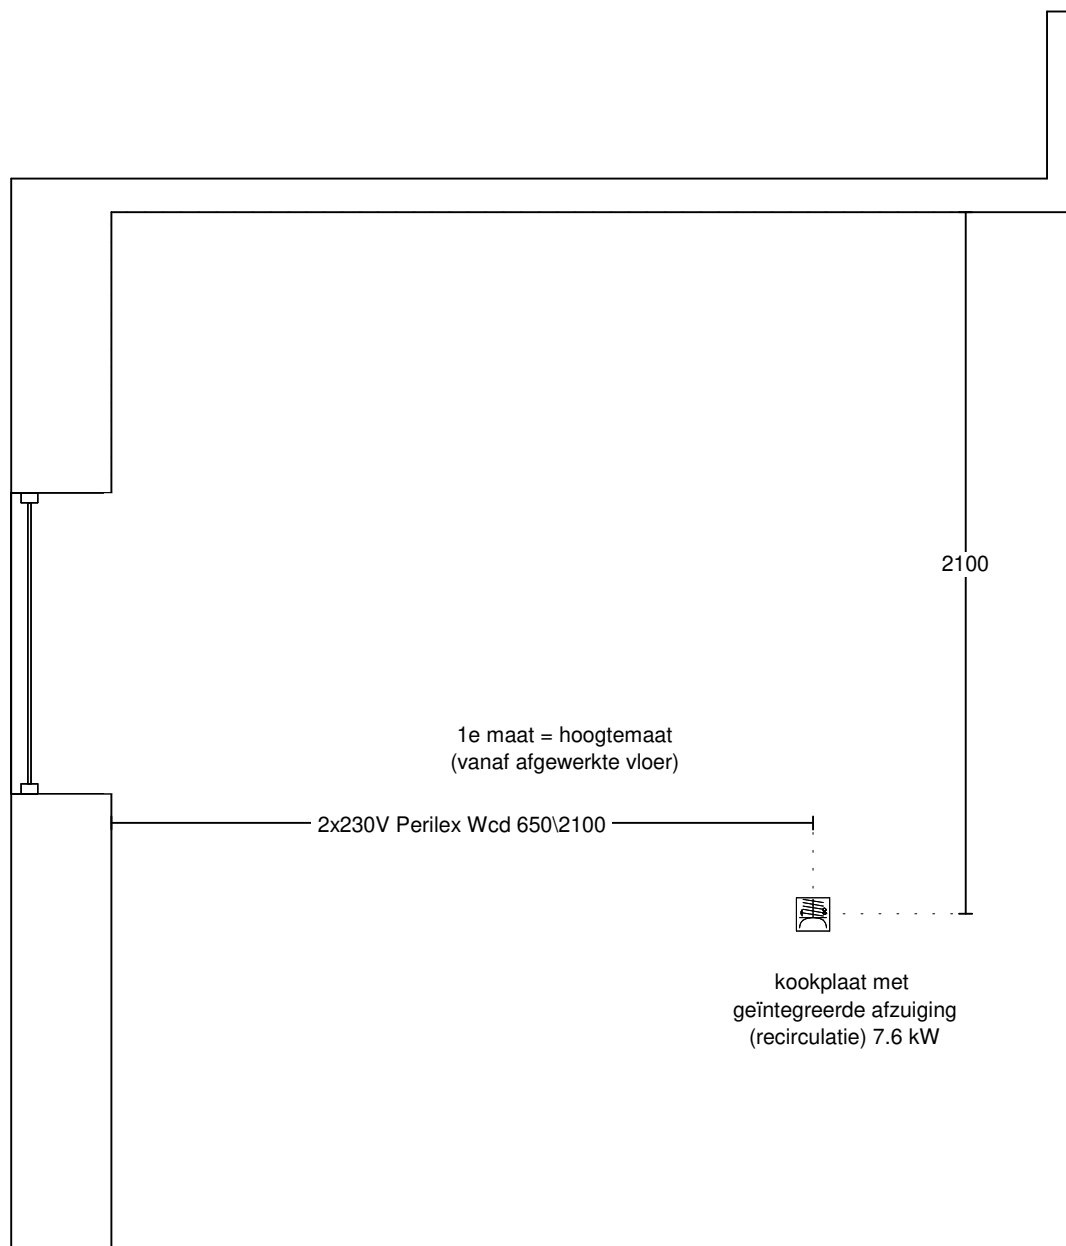 2100
1e maat = hoogtemaat
(vanaf afgewerkte vloer)
2x230V Perilex Wcd 650\2100
kookplaat met
geïntegreerde afzuiging
(recirculatie) 7.6 kW